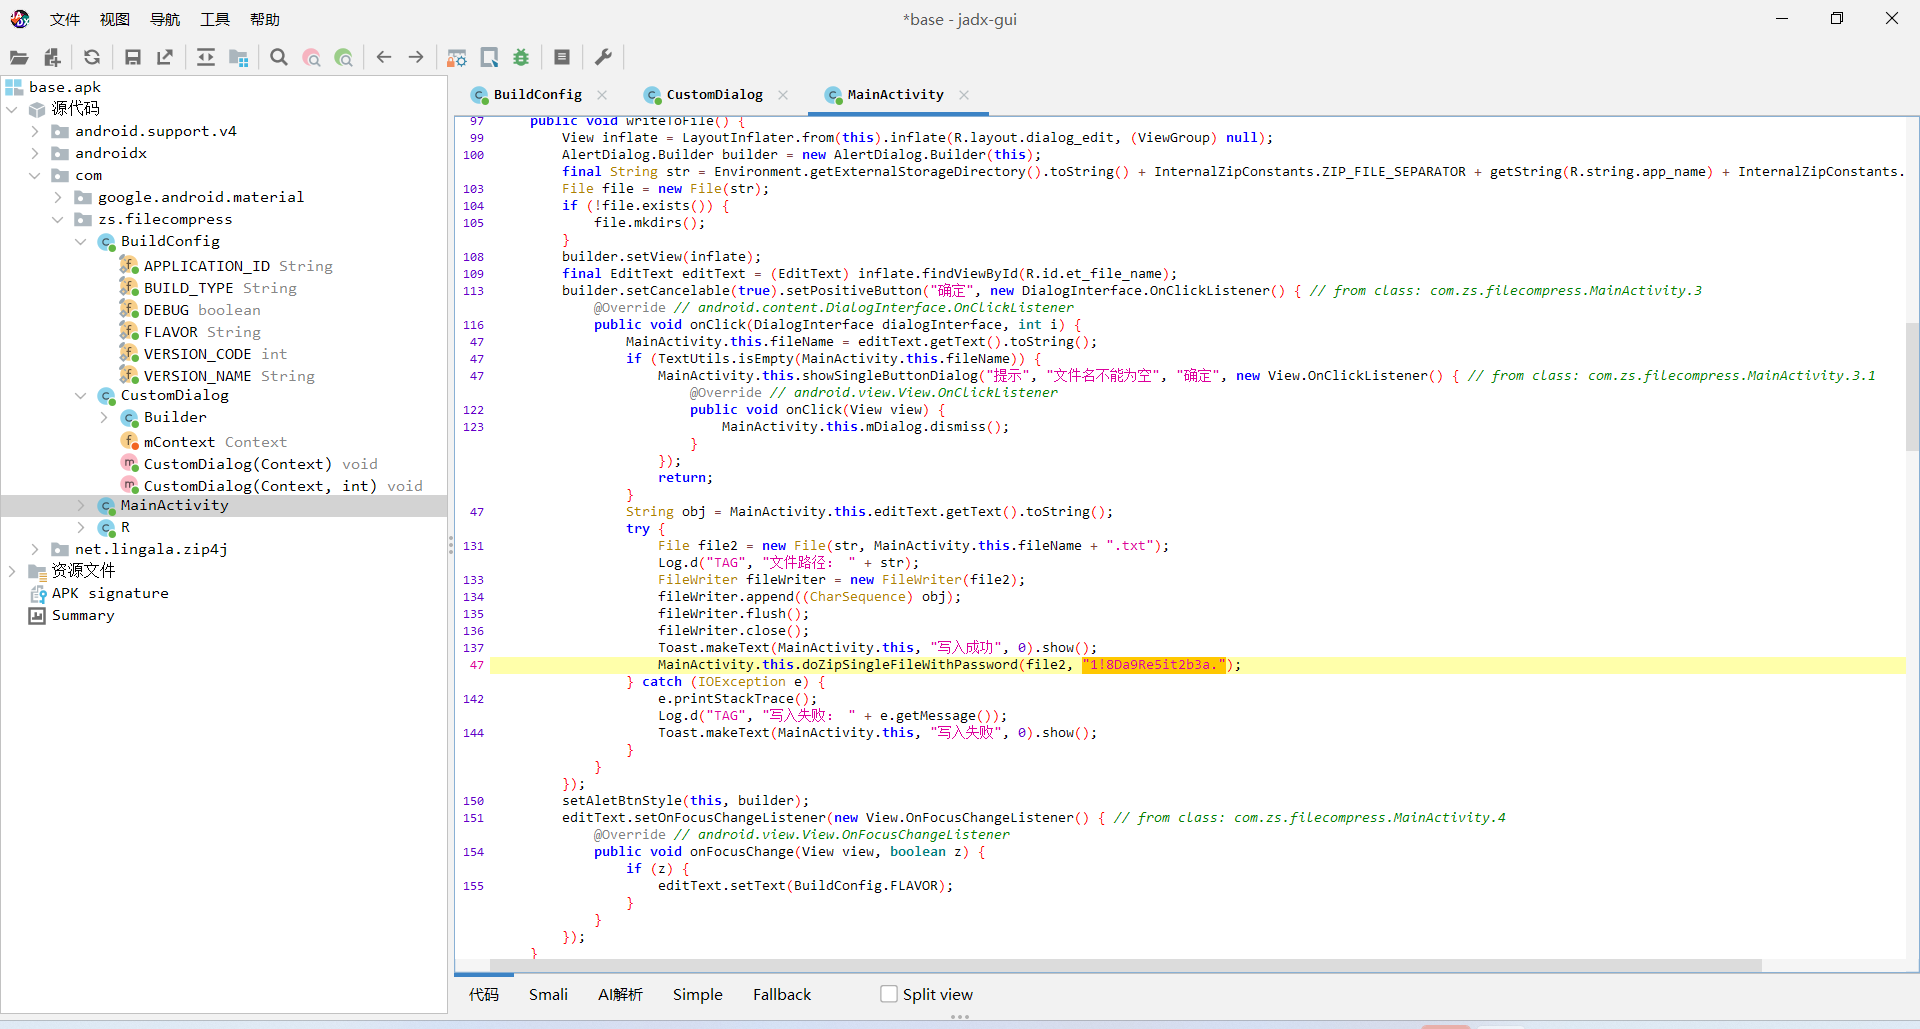 文件 视图 导航 工具 帮助
*base - jadx-gui
base.apk
源代码
android.support.v4
androidx
com
google.android.material
zs.filecompress
BuildConfig
APPLICATION_ID String
BUILD_TYPE String
DEBUG boolean
FLAVOR String
VERSION_CODE int
VERSION_NAME String
CustomDialog
Builder
mContext Context
CustomDialog(Context) void
CustomDialog(Context, int) void
MainActivity
R
net.lingala.zip4j
资源文件
APK signature
Summary
BuildConfig
CustomDialog
MainActivity
97 public void writeToFile() {
99 View inflate = LayoutInflater.from(this).inflate(R.layout.dialog_edit, (ViewGroup) null);
100 AlertDialog.Builder builder = new AlertDialog.Builder(this);
final String str = Environment.getExternalStorageDirectory().toString() + InternalZipConstants.ZIP_FILE_SEPARATOR + getString(R.string.app_name) + InternalZipConstants.
103 File file = new File(str);
104 if (!file.exists()) {
105 file.mkdirs();
}
108 builder.setView(inflate);
109 final EditText editText = (EditText) inflate.findViewById(R.id.et_file_name);
113 builder.setCancelable(true).setPositiveButton("确定", new DialogInterface.OnClickListener() { // from class: com.zs.filecompress.MainActivity.3
@Override // android.content.DialogInterface.OnClickListener
116 public void onClick(DialogInterface dialogInterface, int i) {
47 MainActivity.this.fileName = editText.getText().toString();
47 if (TextUtils.isEmpty(MainActivity.this.fileName)) {
47 MainActivity.this.showSingleButtonDialog("提示", "文件名不能为空", "确定", new View.OnClickListener() { // from class: com.zs.filecompress.MainActivity.3.1
@Override // android.view.View.OnClickListener
122 public void onClick(View view) {
123 MainActivity.this.mDialog.dismiss();
}
});
return;
}
47 String obj = MainActivity.this.editText.getText().toString();
try {
131 File file2 = new File(str, MainActivity.this.fileName + ".txt");
Log.d("TAG", "文件路径： " + str);
133 FileWriter fileWriter = new FileWriter(file2);
134 fileWriter.append((CharSequence) obj);
135 fileWriter.flush();
136 fileWriter.close();
137 Toast.makeText(MainActivity.this, "写入成功", 0).show();
47 MainActivity.this.doZipSingleFileWithPassword(file2, "1!8Da9Re5it2b3a.");
} catch (IOException e) {
142 e.printStackTrace();
Log.d("TAG", "写入失败： " + e.getMessage());
144 Toast.makeText(MainActivity.this, "写入失败", 0).show();
}
}
});
150 setAletBtnStyle(this, builder);
151 editText.setOnFocusChangeListener(new View.OnFocusChangeListener() { // from class: com.zs.filecompress.MainActivity.4
@Override // android.view.View.OnFocusChangeListener
154 public void onFocusChange(View view, boolean z) {
if (z) {
155 editText.setText(BuildConfig.FLAVOR);
}
}
});
}
代码 Smali AI解析 Simple Fallback Split view